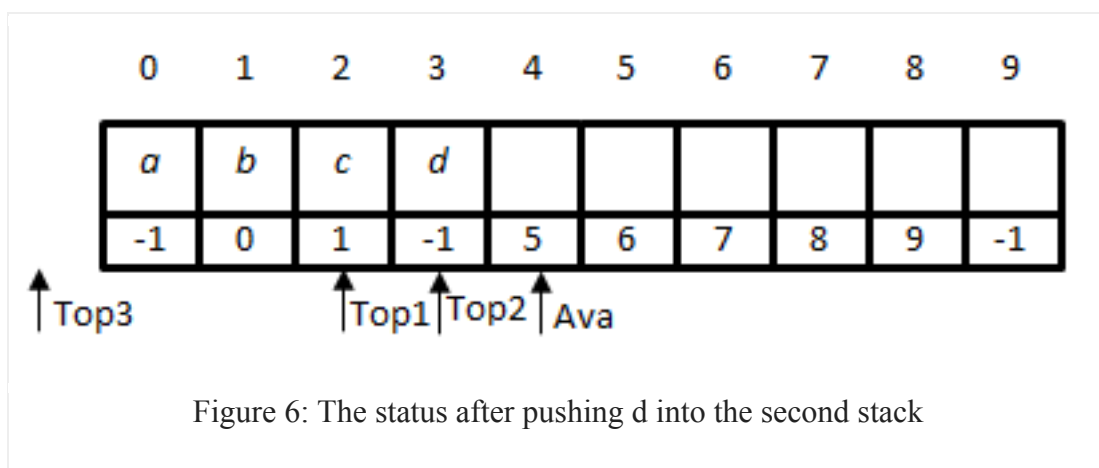 0 1 2 3 4 5 6 7 8 9
a b c d
-1 0 1 -1 5 6 7 8 9 -1
Top3 Top1 Top2 Ava
Figure 6: The status after pushing d into the second stack